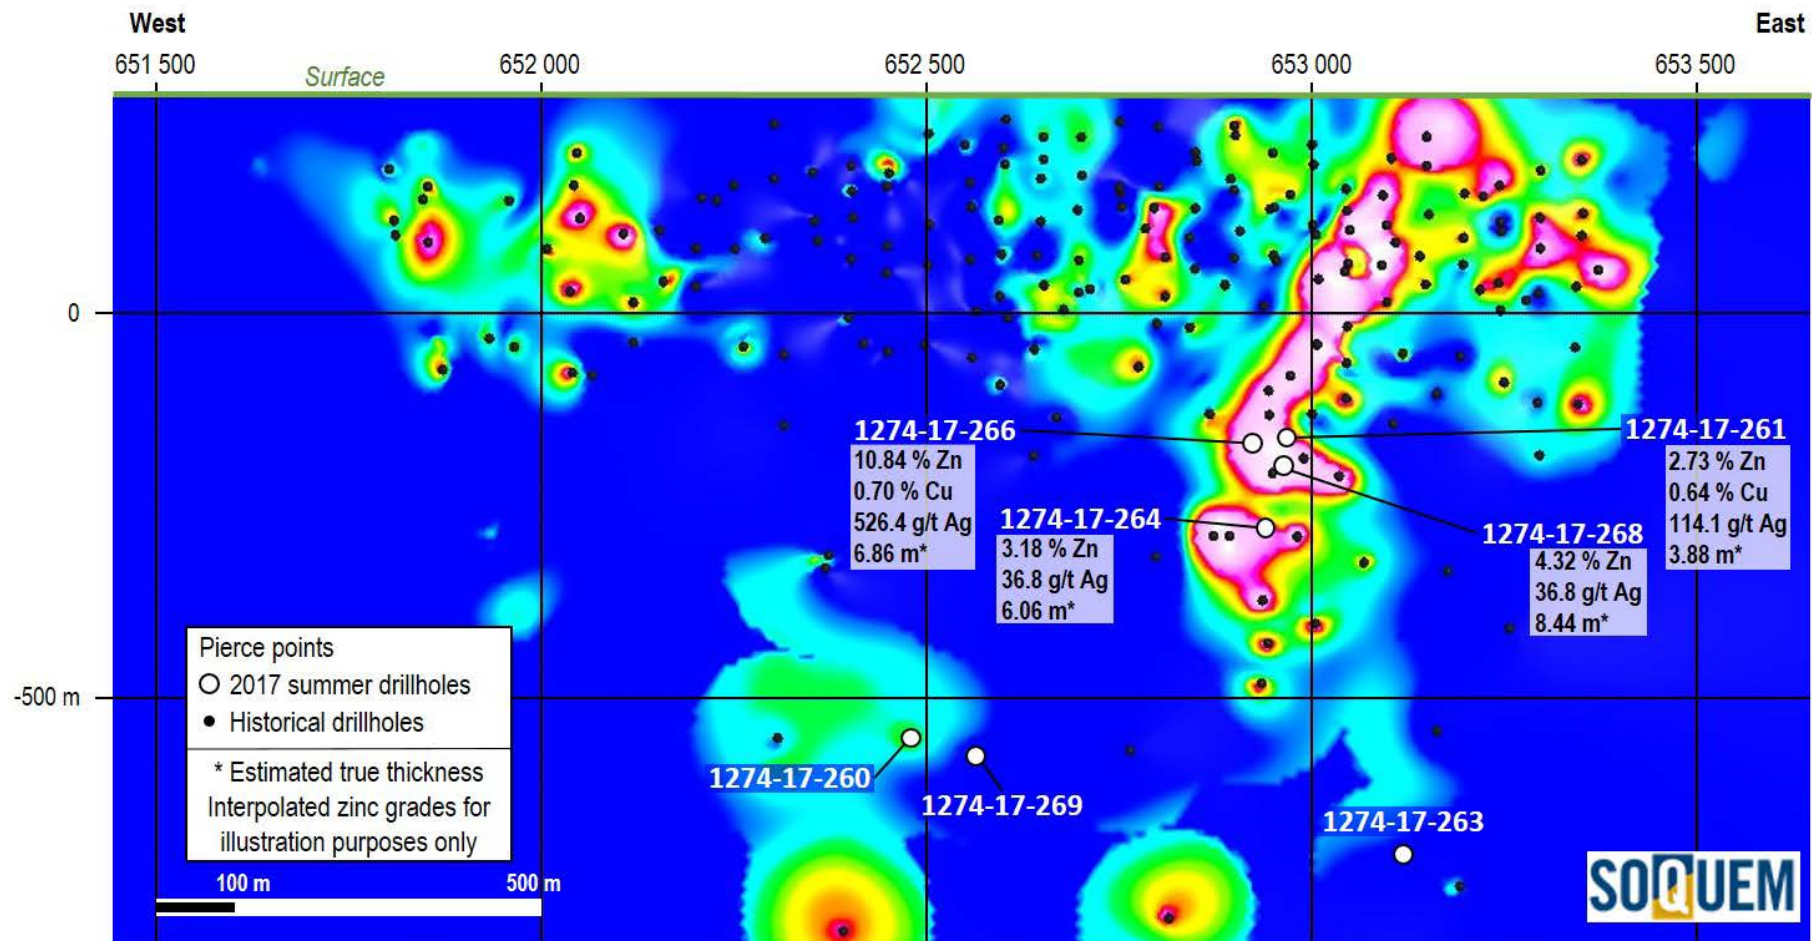 West
East
651 500
652 000
652 500
653 000
653 500
Surface
0
1274-17-266
10.84 % Zn
0.70 % Cu
526.4 g/t Ag
6.86 m*
1274-17-261
2.73 % Zn
0.64 % Cu
114.1 g/t Ag
3.88 m*
1274-17-264
3.18 % Zn
36.8 g/t Ag
6.06 m*
1274-17-268
4.32 % Zn
36.8 g/t Ag
8.44 m*
-500 m
Pierce points
2017 summer drillholes
Historical drillholes
* Estimated true thickness
Interpolated zinc grades for
illustration purposes only
1274-17-260
1274-17-269
1274-17-263
100 m
500 m
SOQUEM